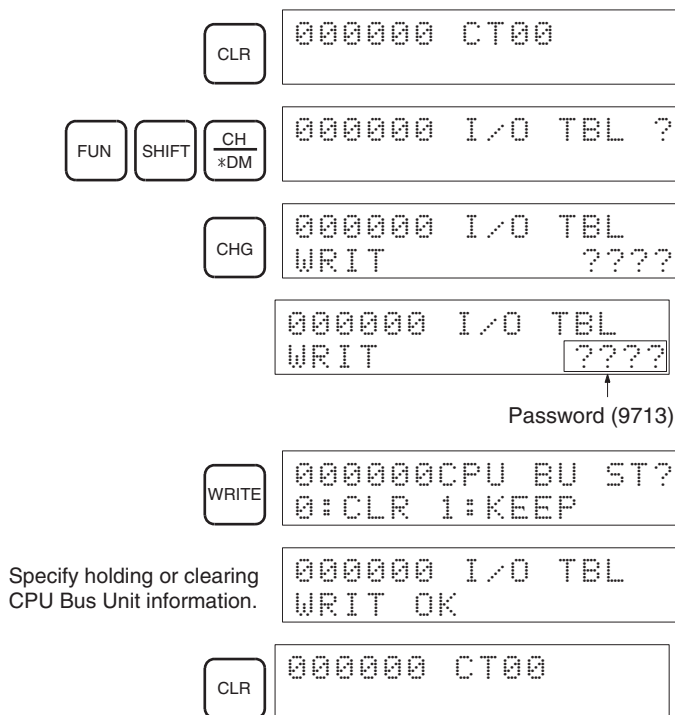 CLR
000000 CT00
FUN
SHIFT
CH
*DM
000000 I/O TBL ?
CHG
000000 I/O TBL
WRIT ????
000000 I/O TBL
WRIT ????
Password (9713)
WRITE
000000CPU BU ST?
0:CLR 1:KEEP
Specify holding or clearing
CPU Bus Unit information.
000000 I/O TBL
WRIT OK
CLR
000000 CT00